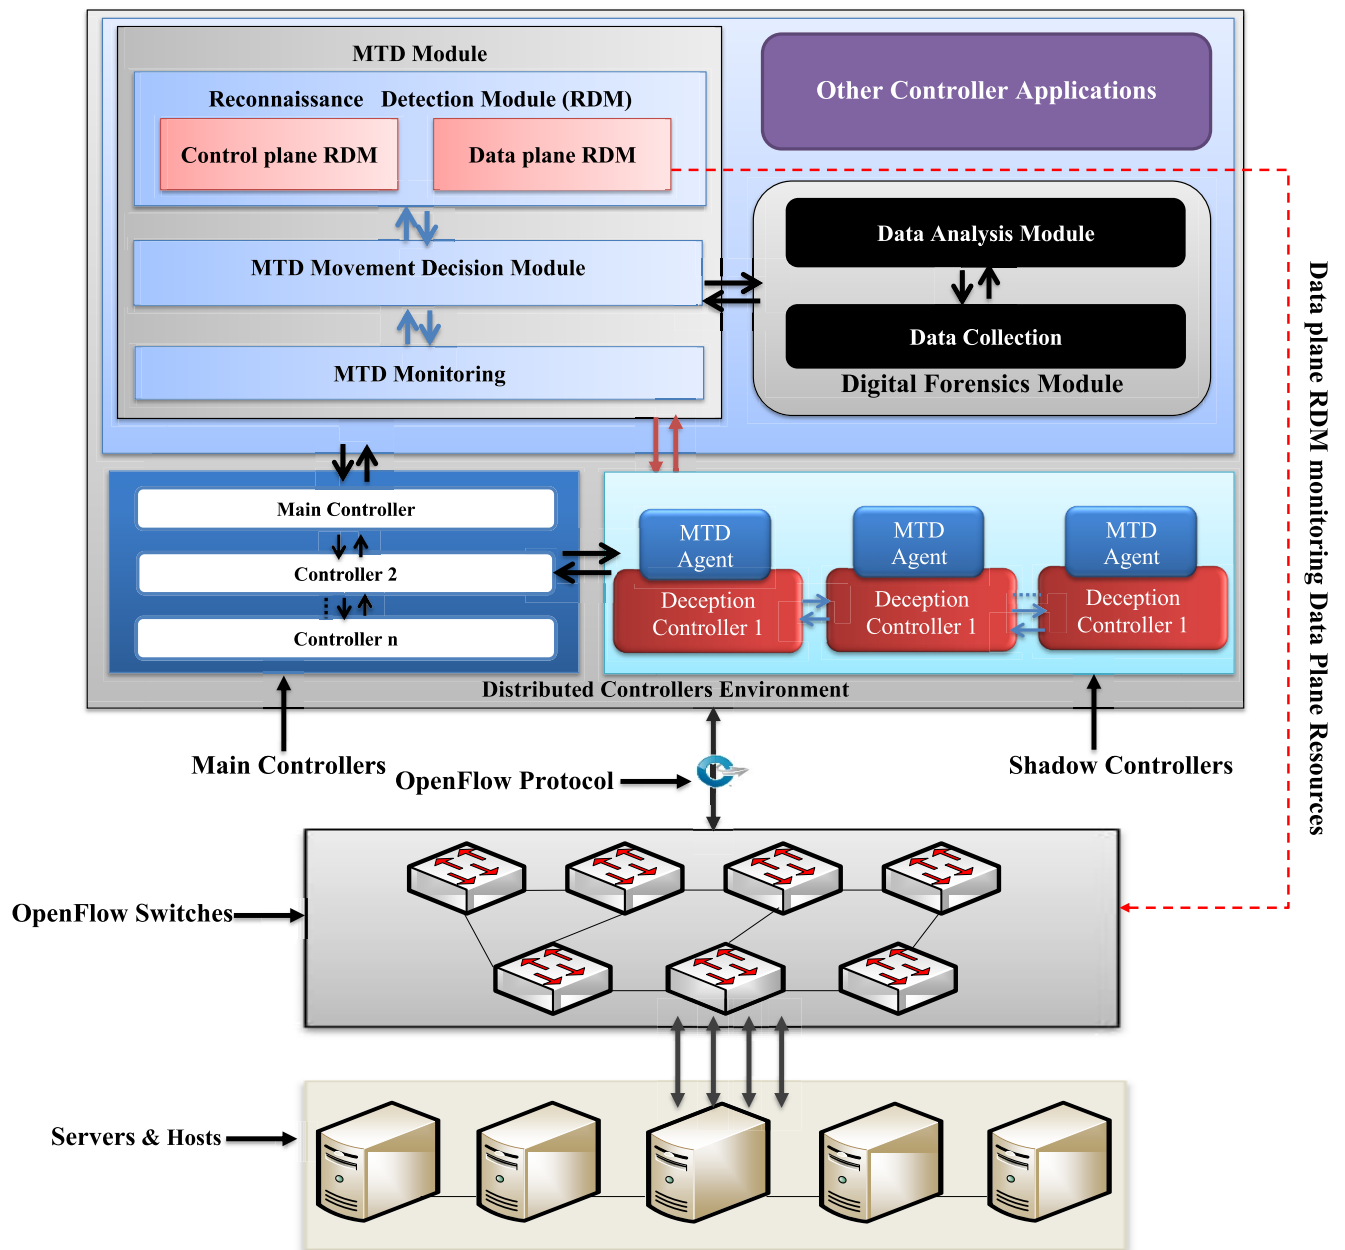 MTD Module
Reconnaissance Detection Module (RDM)
Control plane RDM
Data plane RDM
MTD Movement Decision Module
MTD Monitoring
Other Controller Applications
Data Analysis Module
Data Collection
Digital Forensics Module
Data plane RDM monitoring Data Plane Resources
Main Controller
Controller 2
Controller n
MTD
Agent
Deception
Controller 1
MTD
Agent
Deception
Controller 1
MTD
Agent
Deception
Controller 1
Distributed Controllers Environment
Main Controllers
OpenFlow Protocol
Shadow Controllers
OpenFlow Switches
Servers & Hosts